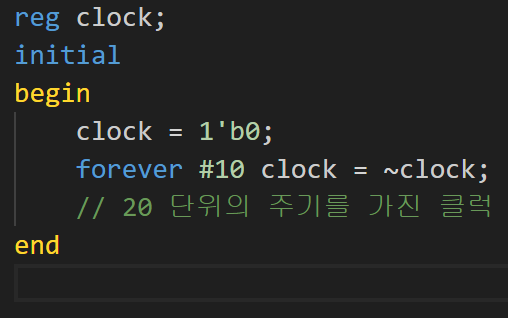 reg clock;
initial
begin
    clock = 1'b0;
    forever #10 clock = ~clock;
    // 20 단위의 주기를 가진 클럭
end